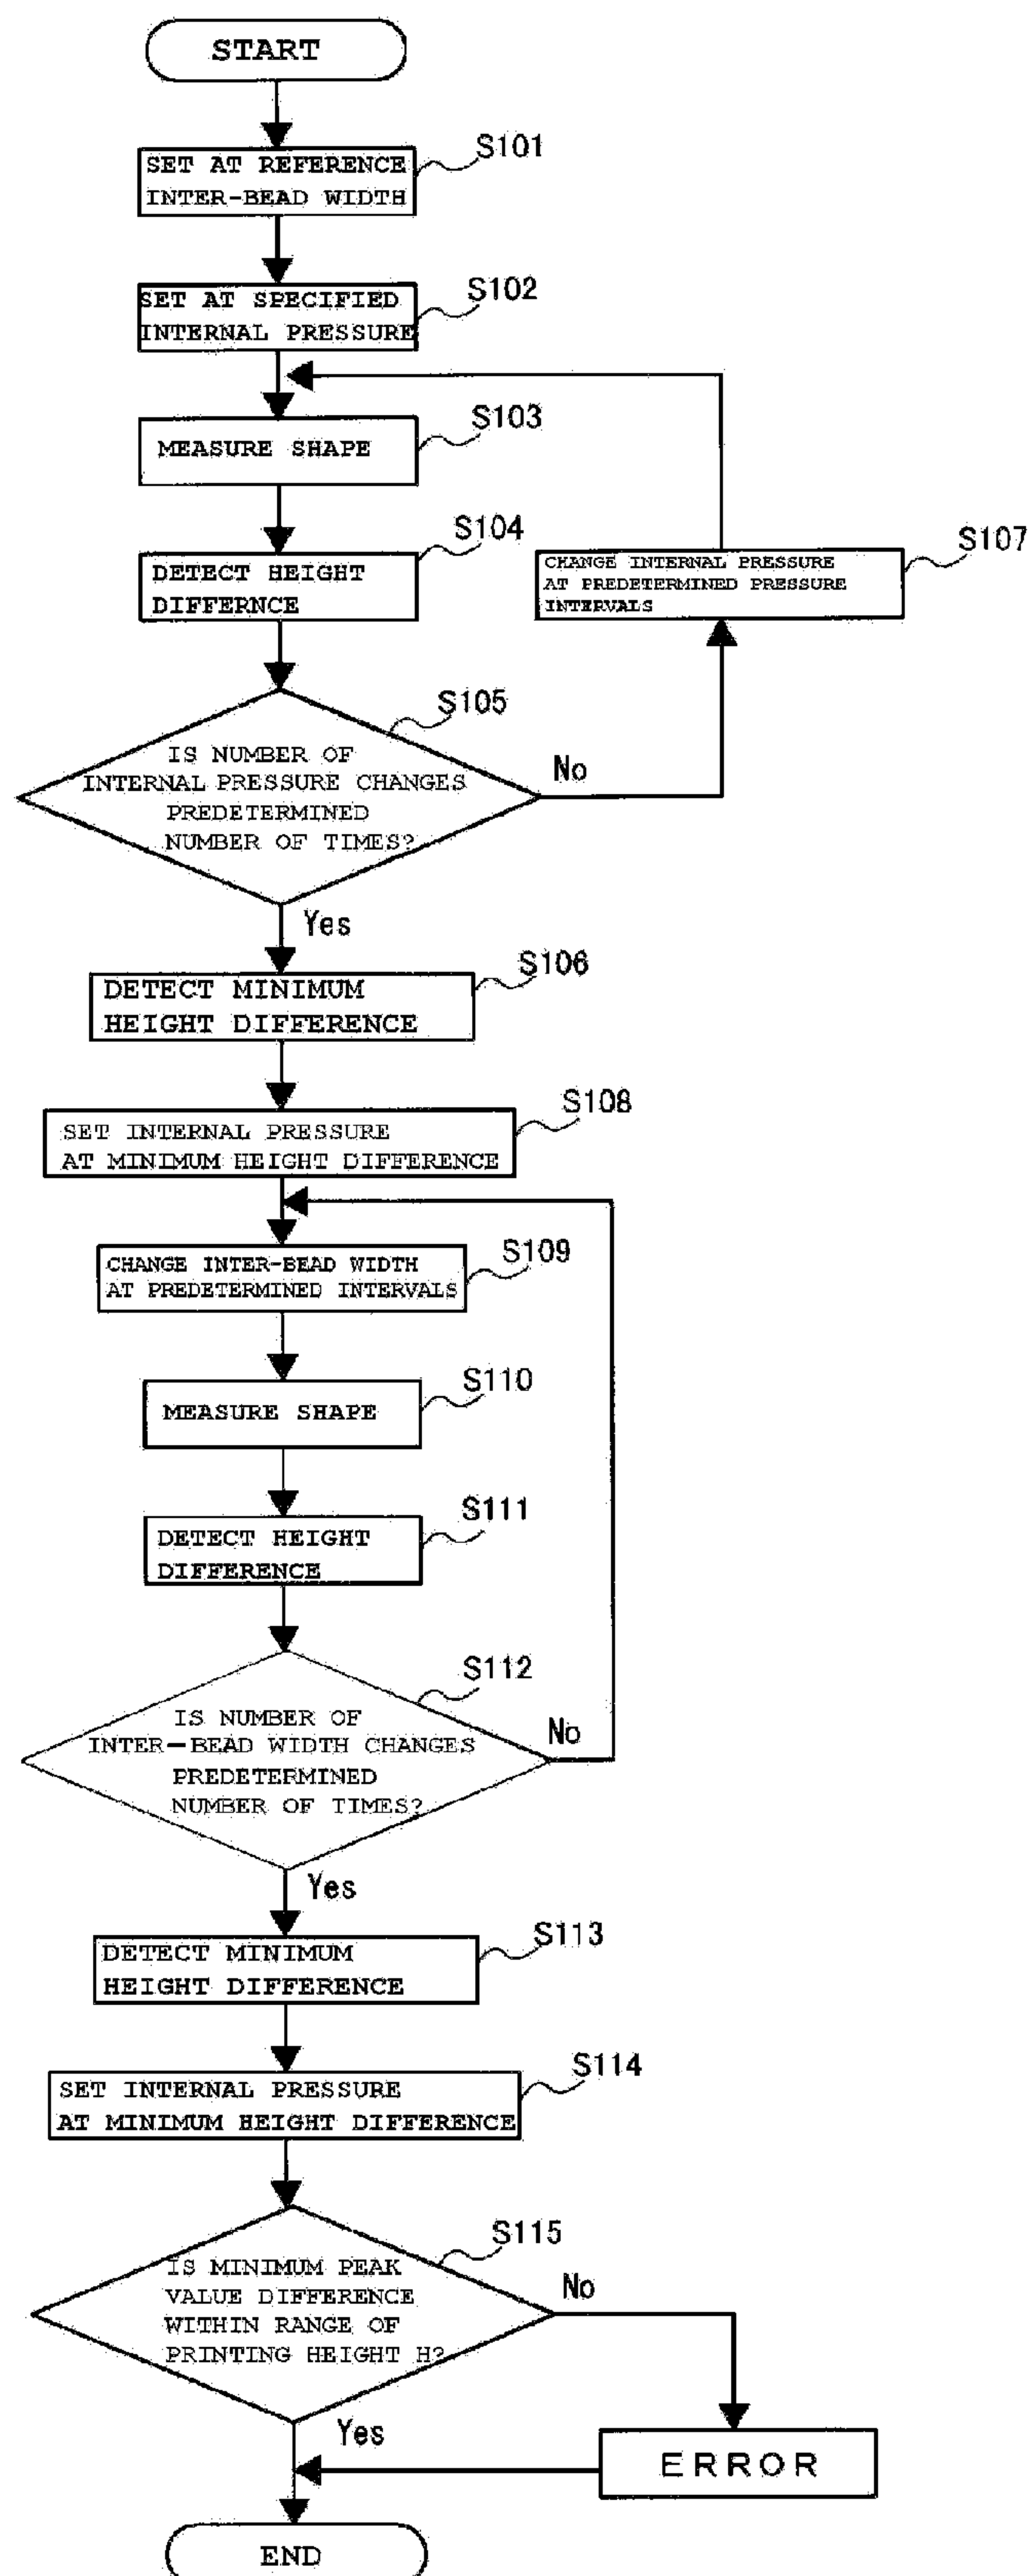 START
S101
SET AT REFERENCE
INTER-BEAD WIDTH
S102
SET AT SPECIFIED
INTERNAL PRESSURE
S103
MEASURE SHAPE
S104
DETECT HEIGHT
DIFFERNCE
S107
CHANGE INTERNAL PRESSURE
AT PREDETERMINED PRESSURE
INTERVALS
S105
IS NUMBER OF
INTERNAL PRESSURE CHANGES
PREDETERMINED
NUMBER OF TIMES?
No
Yes
S106
DETECT MINIMUM
HEIGHT DIFFERENCE
S108
SET INTERNAL PRESSURE
AT MINIMUM HEIGHT DIFFERENCE
S109
CHANGE INTER-BEAD WIDTH
AT PREDETERMINED INTERVALS
S110
MEASURE SHAPE
S111
DETECT HEIGHT
DIFFERENCE
S112
IS NUMBER OF
INTER-BEAD WIDTH CHANGES
PREDETERMINED
NUMBER OF TIMES?
No
Yes
S113
DETECT MINIMUM
HEIGHT DIFFERENCE
S114
SET INTERNAL PRESSURE
AT MINIMUM HEIGHT DIFFERENCE
S115
IS MINIMUM PEAK
VALUE DIFFERENCE
WITHIN RANGE OF
PRINTING HEIGHT H?
No
Yes
ERROR
END